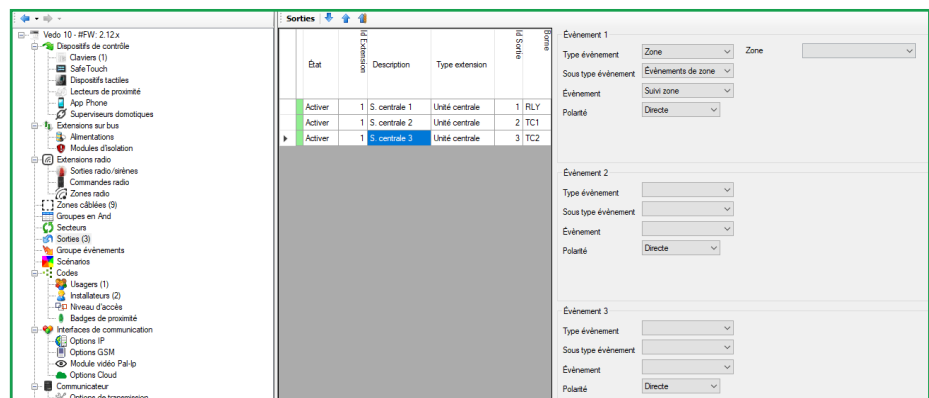 Vedo 10 - #FW: 2.12.x
Dispositifs de contrôle
Claviers (1)
SafeTouch
Dispositifs tactiles
Lecteurs de proximité
App Phone
Superviseurs domotiques
Extensions sur bus
Alimentations
Modules d'isolation
Extensions radio
Sorties radio/sirènes
Commandes radio
Zones radio
Zones câblées (9)
Groupes en And
Secteurs
Sorties (3)
Groupe évènements
Scénarios
Codes
Usagers (1)
Installateurs (2)
Niveau d'accès
Badges de proximité
Interfaces de communication
Options IP
Options GSM
Module vidéo Pal-Ip
Options Cloud
Communicateur
Options de transmission
Sorties
État Id Extension Description Type extension Id Sortie Borne
Activer 1 S. centrale 1 Unité centrale 1 RLY
Activer 1 S. centrale 2 Unité centrale 2 TC1
Activer 1 S. centrale 3 Unité centrale 3 TC2
Évènement 1
Type évènement Zone Zone
Sous type évènement Évènements de zone
Évènement Suivi zone
Polarité Directe
Évènement 2
Type évènement
Sous type évènement
Évènement
Polarité Directe
Évènement 3
Type évènement
Sous type évènement
Évènement
Polarité Directe